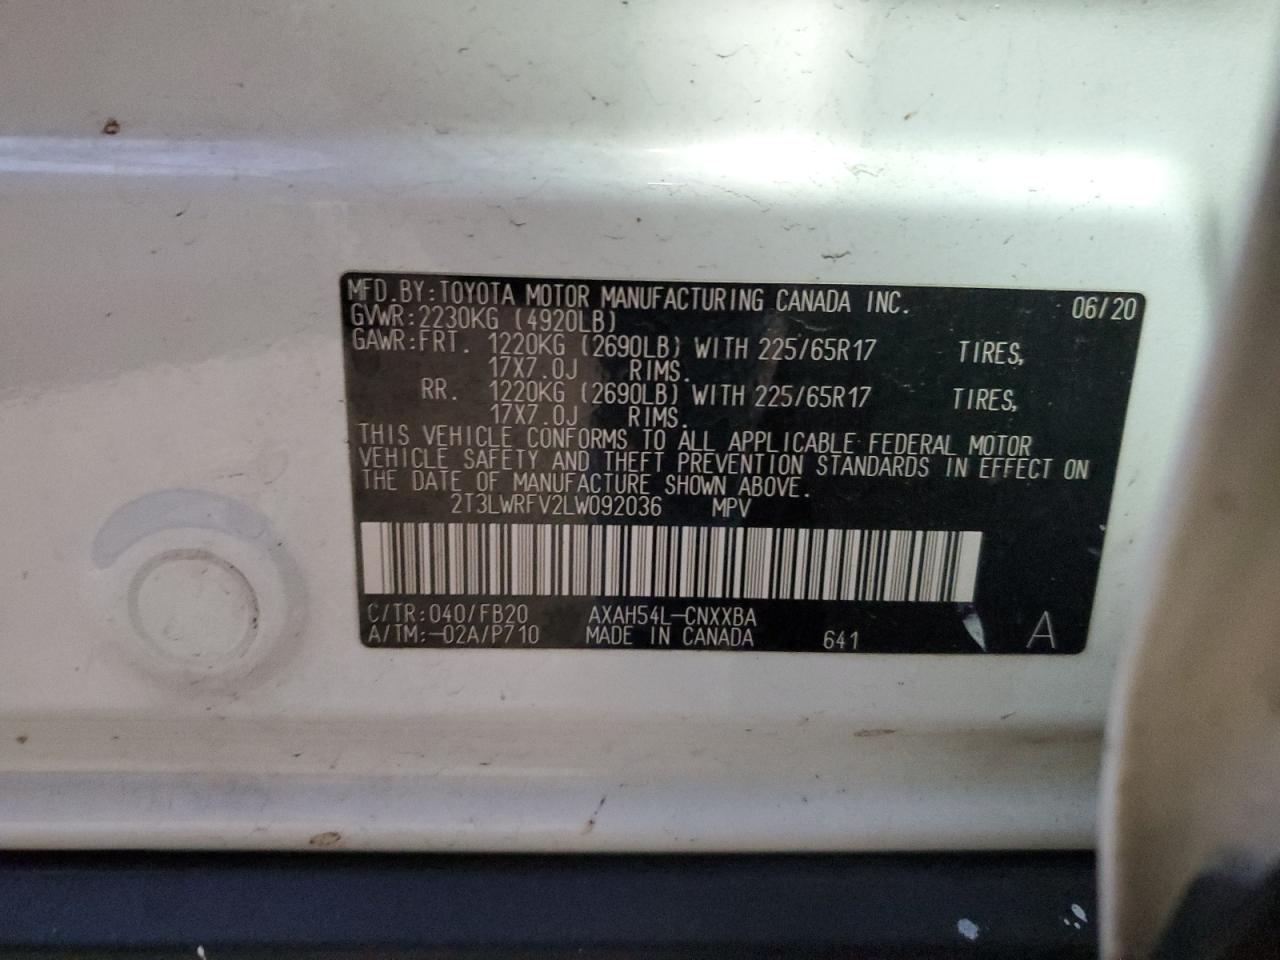 MFD.BY:TOYOTA MOTOR MANUFACTURING CANADA INC. 06/20
GVWR:2230KG (4920LB)
GAWR:FRT. 1220KG (2690LB) WITH 225/65R17 TIRES,
17X7.0J RIMS.
RR. 1220KG (2690LB) WITH 225/65R17 TIRES,
17X7.0J RIMS.
THIS VEHICLE CONFORMS TO ALL APPLICABLE FEDERAL MOTOR
VEHICLE SAFETY AND THEFT PREVENTION STANDARDS IN EFFECT ON
THE DATE OF MANUFACTURE SHOWN ABOVE.
2T3LWRFV2LW092036 MPV
C/TR:040/FB20 AXAH54L-CNXXBA
A/TM:-02A/P710 MADE IN CANADA 641 A